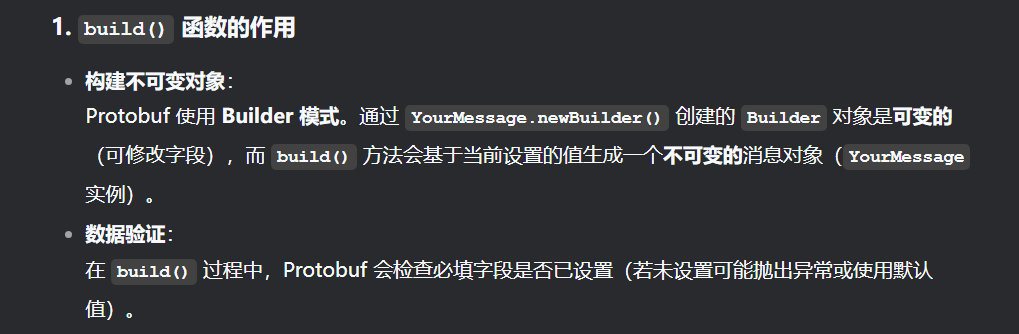 1. build() 函数的作用
• 构建不可变对象：
Protobuf 使用 Builder 模式。通过 YourMessage.newBuilder() 创建的 Builder 对象是可变的
（可修改字段），而 build() 方法会基于当前设置的值生成一个不可变的消息对象（YourMessage
实例）。
• 数据验证：
在 build() 过程中，Protobuf 会检查必填字段是否已设置（若未设置可能抛出异常或使用默认
值）。